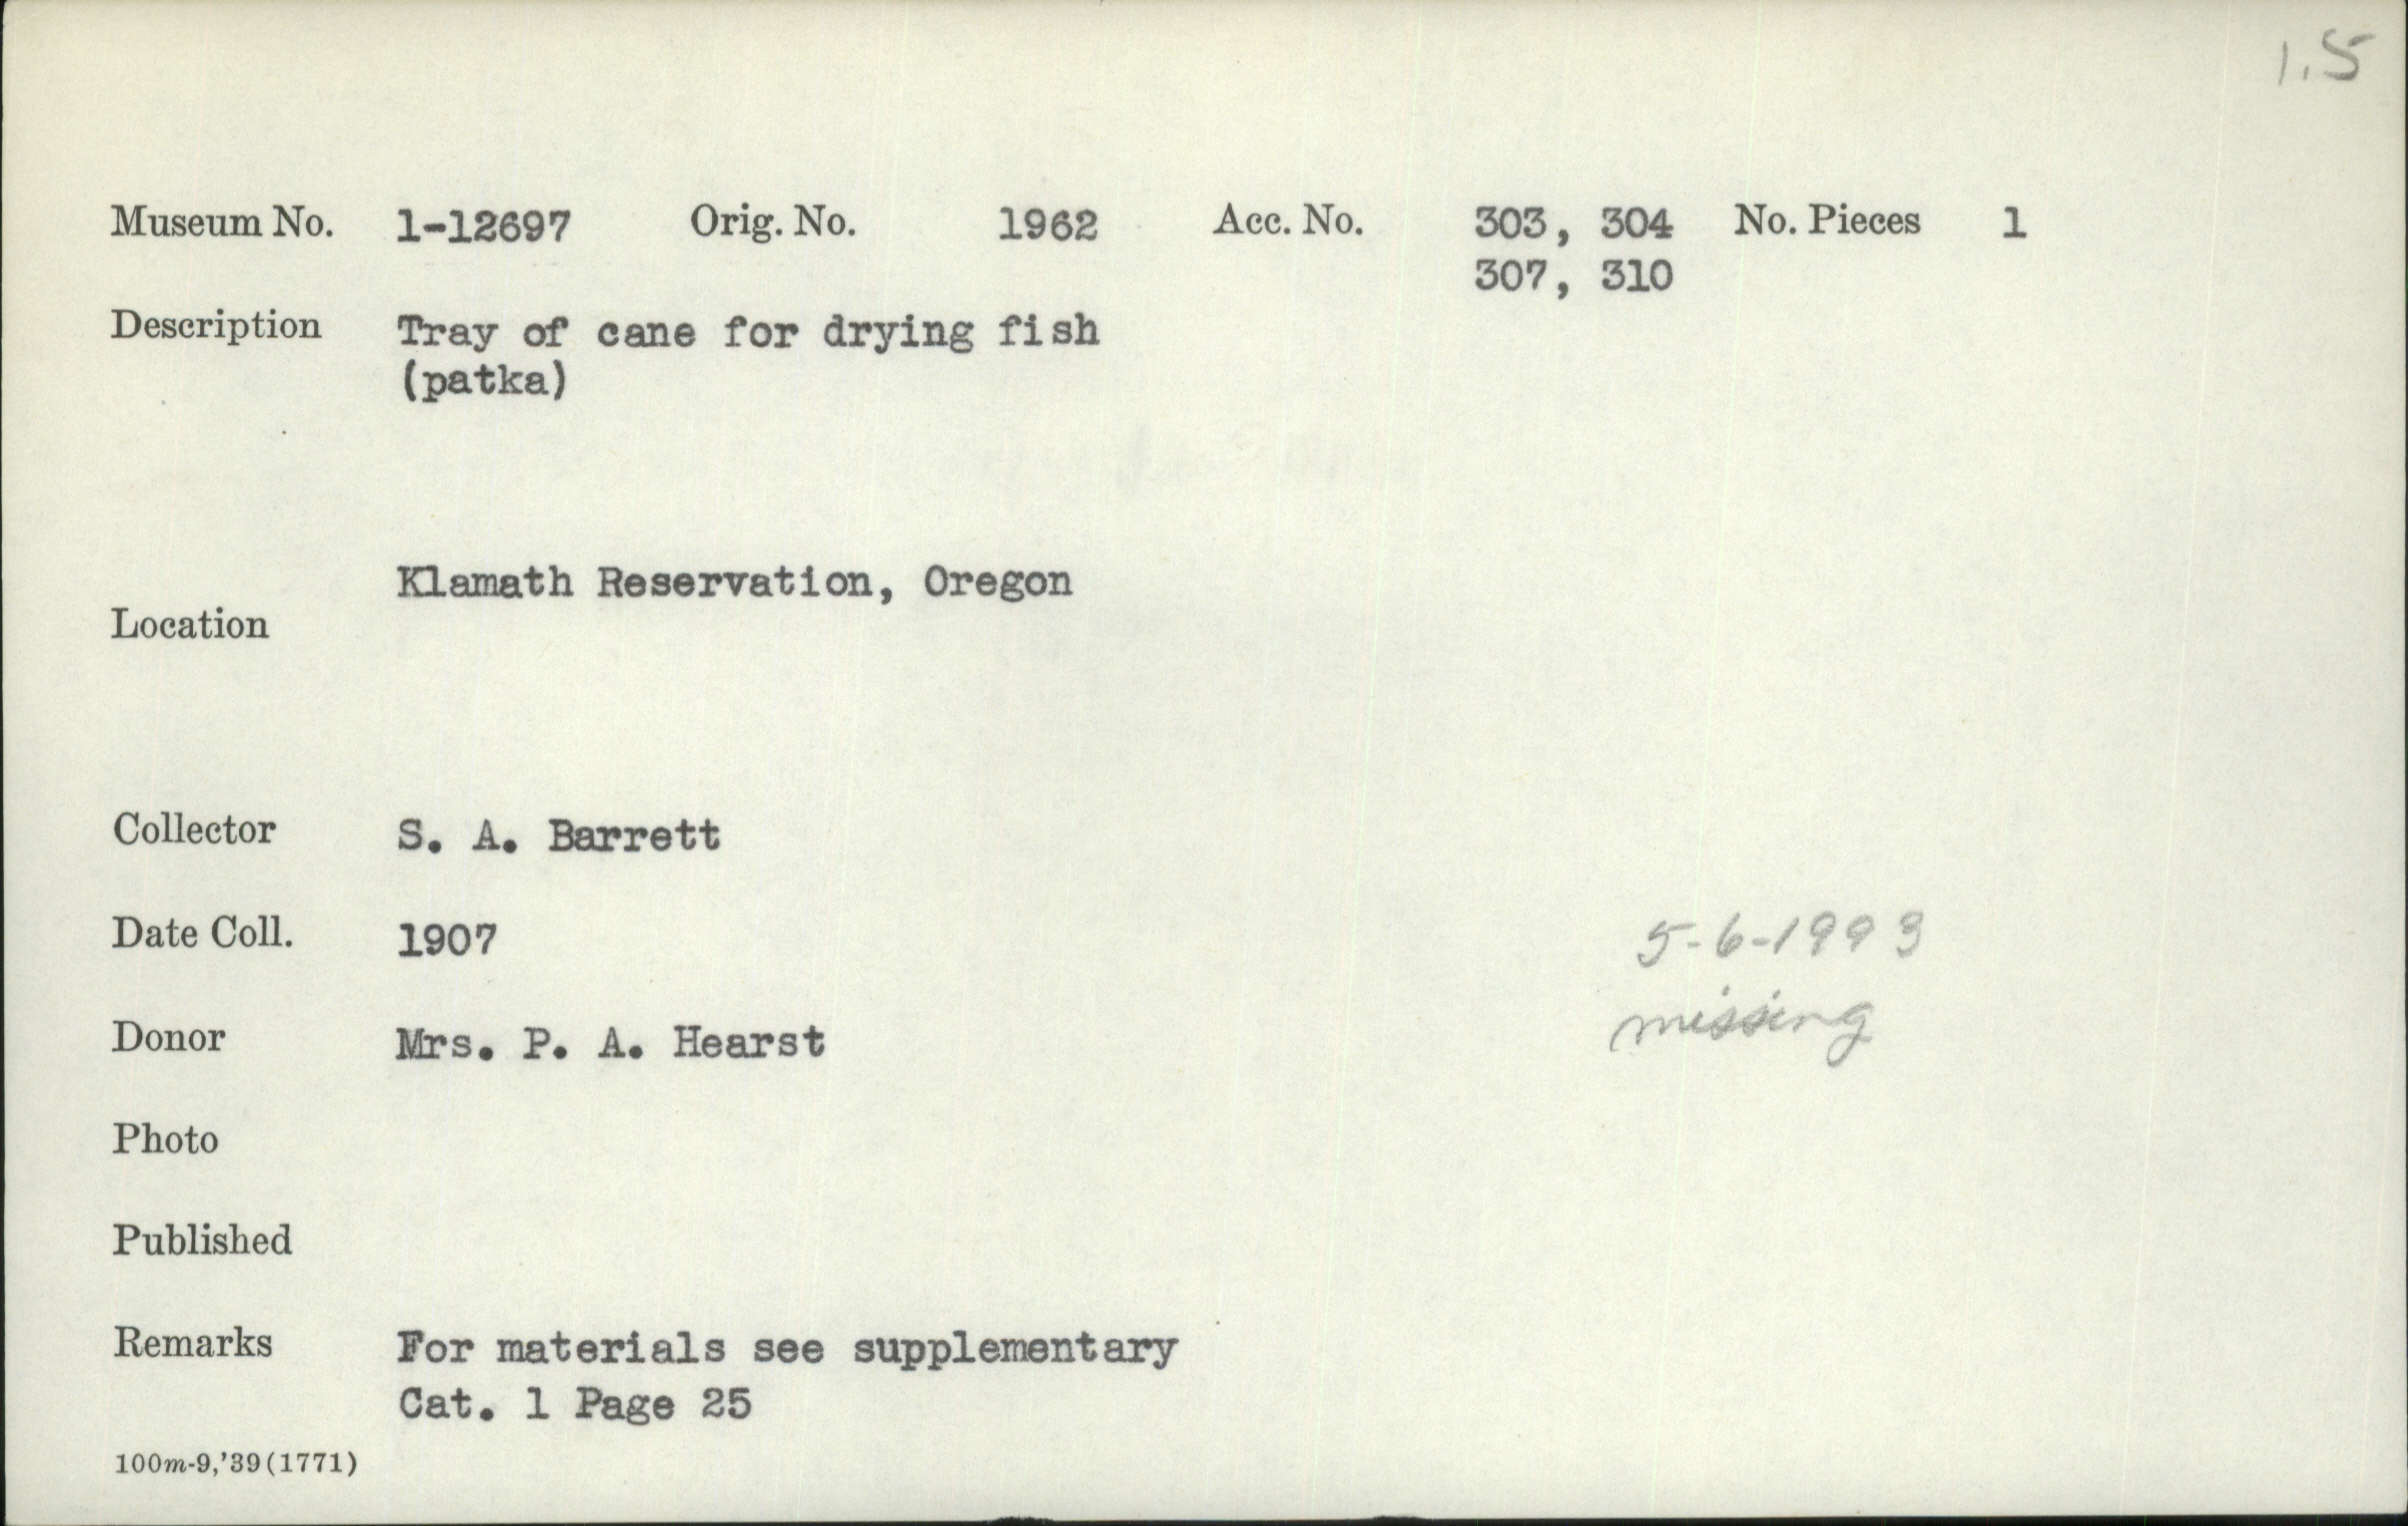 1.5
Museum No. 1-12697 Orig. No. 1962 Acc. No. 303, 304 No. Pieces 1
307, 310
Description Tray of cane for drying fish
(patka)
Klamath Reservation, Oregon
Location
Collector S. A. Barrett
Date Coll. 1907
5-6-1993
missing
Donor Mrs. P. A. Hearst
Photo
Published
Remarks For materials see supplementary
Cat. 1 Page 25
100m-9,'39(1771)